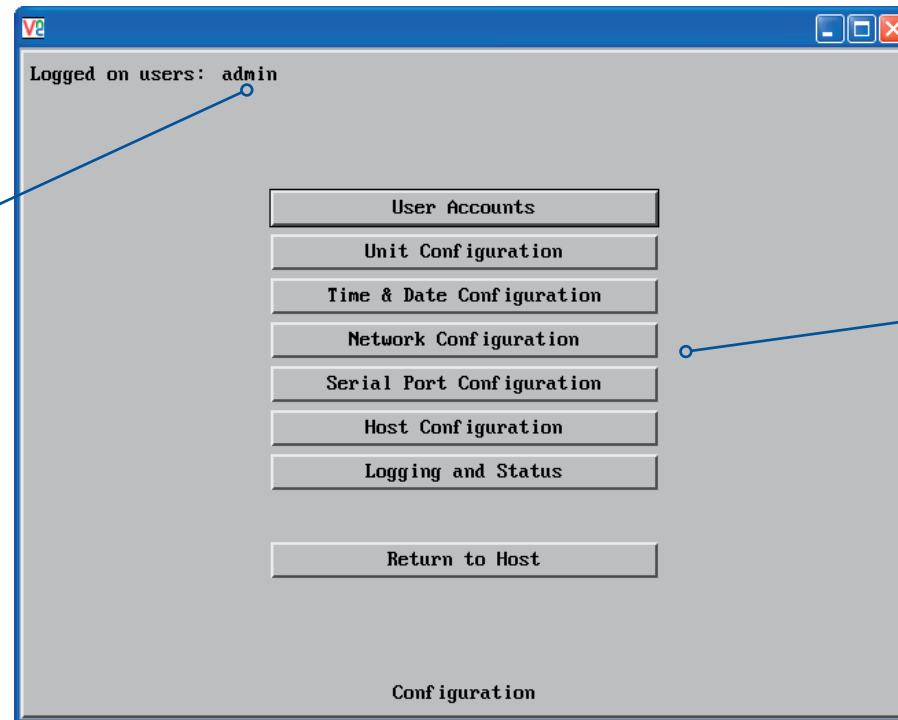 Logged on users: admin
User Accounts
Unit Configuration
Time & Date Configuration
Network Configuration
Serial Port Configuration
Host Configuration
Logging and Status
Return to Host
Configuration